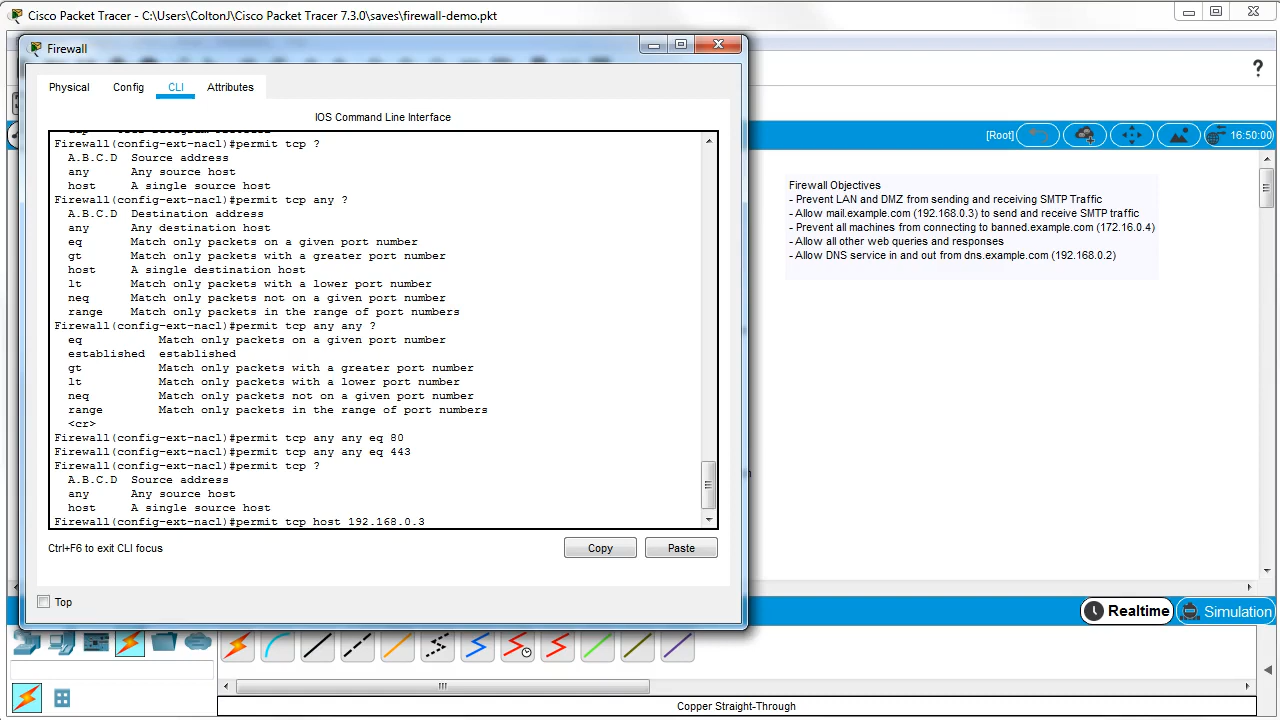 Cisco Packet Tracer - C:\Users\ColtonJ\Cisco Packet Tracer 7.3.0\saves\firewall-demo.pkt
Firewall
Physical Config CLI Attributes
IOS Command Line Interface
Firewall(config-ext-nacl)#permit tcp ?
A.B.C.D Source address
any Any source host
host A single source host
Firewall(config-ext-nacl)#permit tcp any ?
A.B.C.D Destination address
any Any destination host
eq Match only packets on a given port number
gt Match only packets with a greater port number
host A single destination host
lt Match only packets with a lower port number
neq Match only packets not on a given port number
range Match only packets in the range of port numbers
Firewall(config-ext-nacl)#permit tcp any any ?
eq Match only packets on a given port number
established established
gt Match only packets with a greater port number
lt Match only packets with a lower port number
neq Match only packets not on a given port number
range Match only packets in the range of port numbers
<cr>
Firewall(config-ext-nacl)#permit tcp any any eq 80
Firewall(config-ext-nacl)#permit tcp any any eq 443
Firewall(config-ext-nacl)#permit tcp ?
A.B.C.D Source address
any Any source host
host A single source host
Firewall(config-ext-nacl)#permit tcp host 192.168.0.3
Ctrl+F6 to exit CLI focus
Copy Paste
Top
?
[Root] 16:50:00
Firewall Objectives
- Prevent LAN and DMZ from sending and receiving SMTP Traffic
- Allow mail.example.com (192.168.0.3) to send and receive SMTP traffic
- Prevent all machines from connecting to banned.example.com (172.16.0.4)
- Allow all other web queries and responses
- Allow DNS service in and out from dns.example.com (192.168.0.2)
Realtime Simulation
Copper Straight-Through